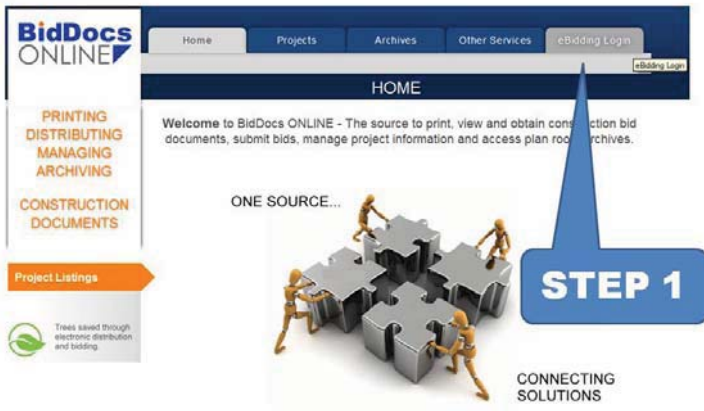 BidDocs
ONLINE
Home
Projects
Archives
Other Services
eBidding Login
eBidding Login
HOME
PRINTING
DISTRIBUTING
MANAGING
ARCHIVING
CONSTRUCTION
DOCUMENTS
Welcome to BidDocs ONLINE - The source to print, view and obtain construction bid
documents, submit bids, manage project information and access plan room archives.
ONE SOURCE...
Project Listings
STEP 1
Trees saved through
electronic distribution
and bidding.
CONNECTING
SOLUTIONS